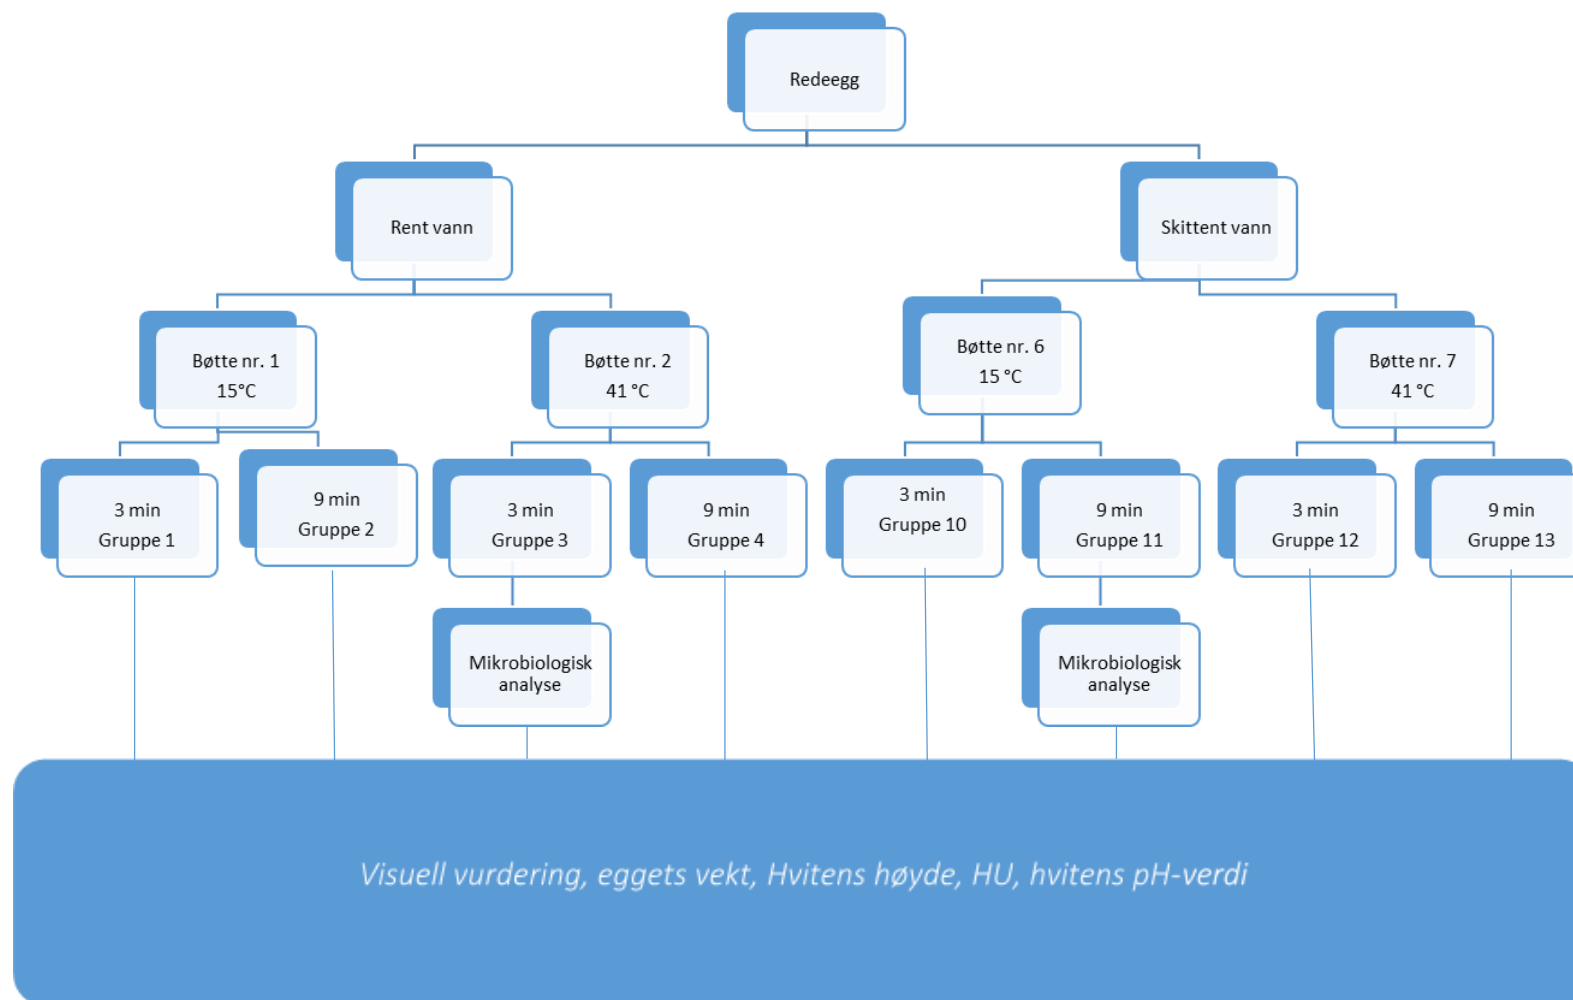 Redeegg
Rent vann
Skittent vann
Bøtte nr. 1
15°C
Bøtte nr. 2
41 °C
Bøtte nr. 6
15 °C
Bøtte nr. 7
41 °C
3 min
Gruppe 1
9 min
Gruppe 2
3 min
Gruppe 3
9 min
Gruppe 4
3 min
Gruppe 10
9 min
Gruppe 11
3 min
Gruppe 12
9 min
Gruppe 13
Mikrobiologisk
analyse
Mikrobiologisk
analyse
Visuell vurdering, eggets vekt, Hvitens høyde, HU, hvitens pH-verdi